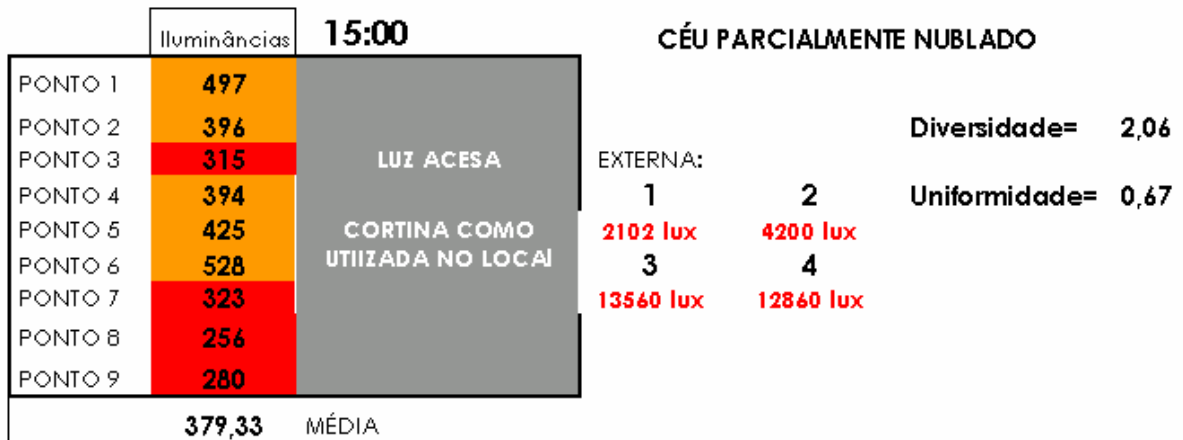 Iluminâncias 15:00 CÉU PARCIALMENTE NUBLADO
PONTO 1 497
PONTO 2 396 Diversidade= 2,06
PONTO 3 315 LUZ ACESA EXTERNA:
PONTO 4 394 1 2 Uniformidade= 0,67
PONTO 5 425 CORTINA COMO 2102 lux 4200 lux
PONTO 6 528 UTIIZADA NO LOCAl 3 4
PONTO 7 323 13560 lux 12860 lux
PONTO 8 256
PONTO 9 280
379,33 MÉDIA